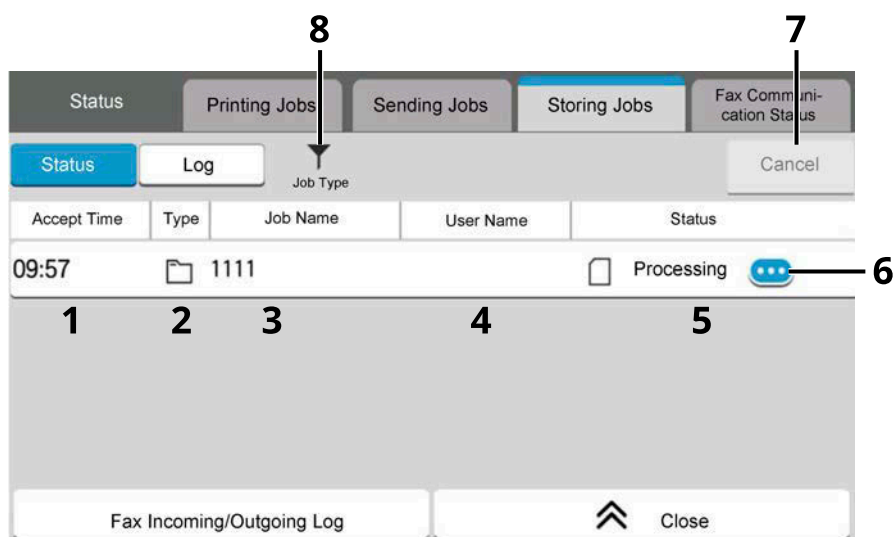 8
7
Status
Printing Jobs
Sending Jobs
Storing Jobs
Fax Communi-
cation Status
Status
Log
Job Type
Cancel
Accept Time
Type
Job Name
User Name
Status
09:57
1111
Processing
6
1
2
3
4
5
Fax Incoming/Outgoing Log
Close